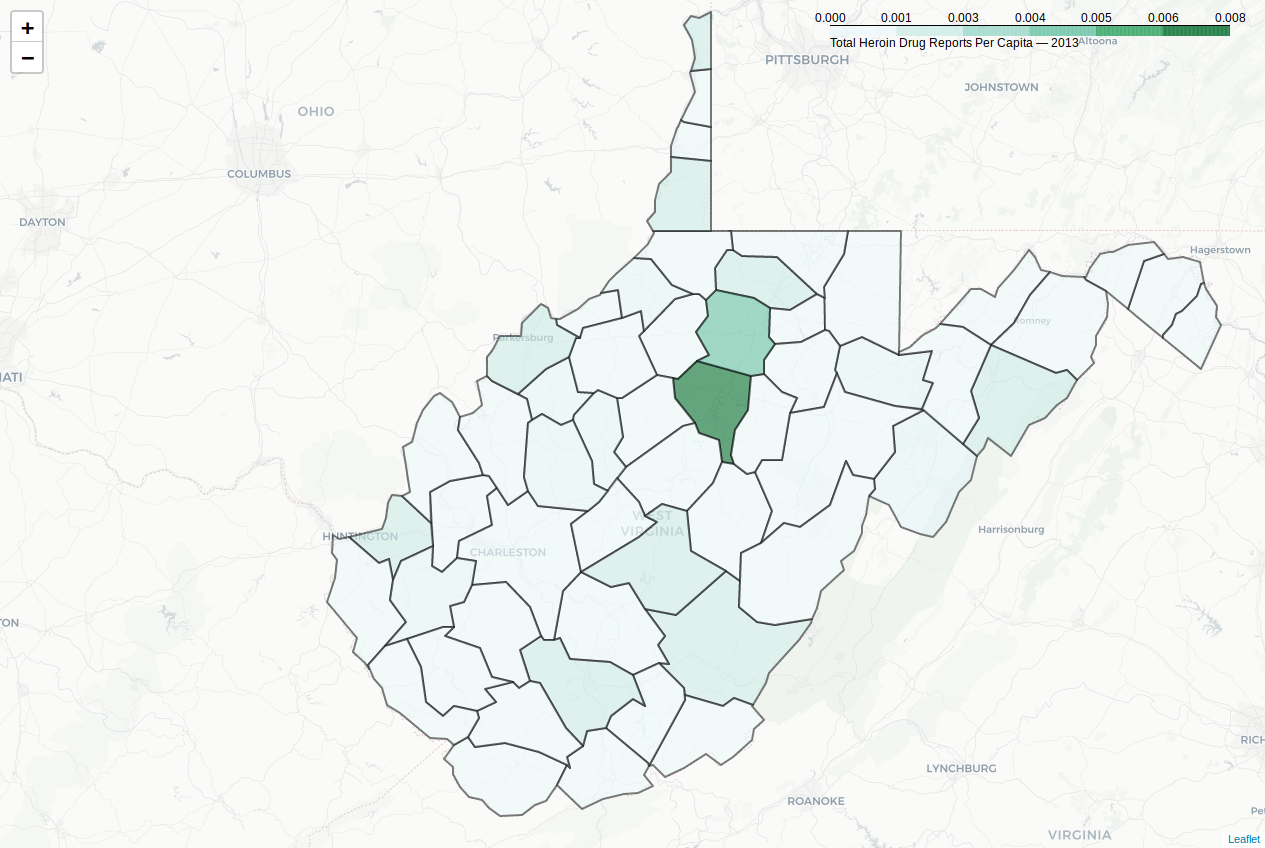 +
−
0.000 0.001 0.003 0.004 0.005 0.006 0.008
Total Heroin Drug Reports Per Capita — 2013
Altoona
PITTSBURGH
JOHNSTOWN
OHIO
COLUMBUS
DAYTON
Hagerstown
Romney
Parkersburg
ATI
WEST
VIRGINIA
HUNTINGTON
CHARLESTON
Harrisonburg
TON
RICH
LYNCHBURG
ROANOKE
Pet
VIRGINIA
Leaflet